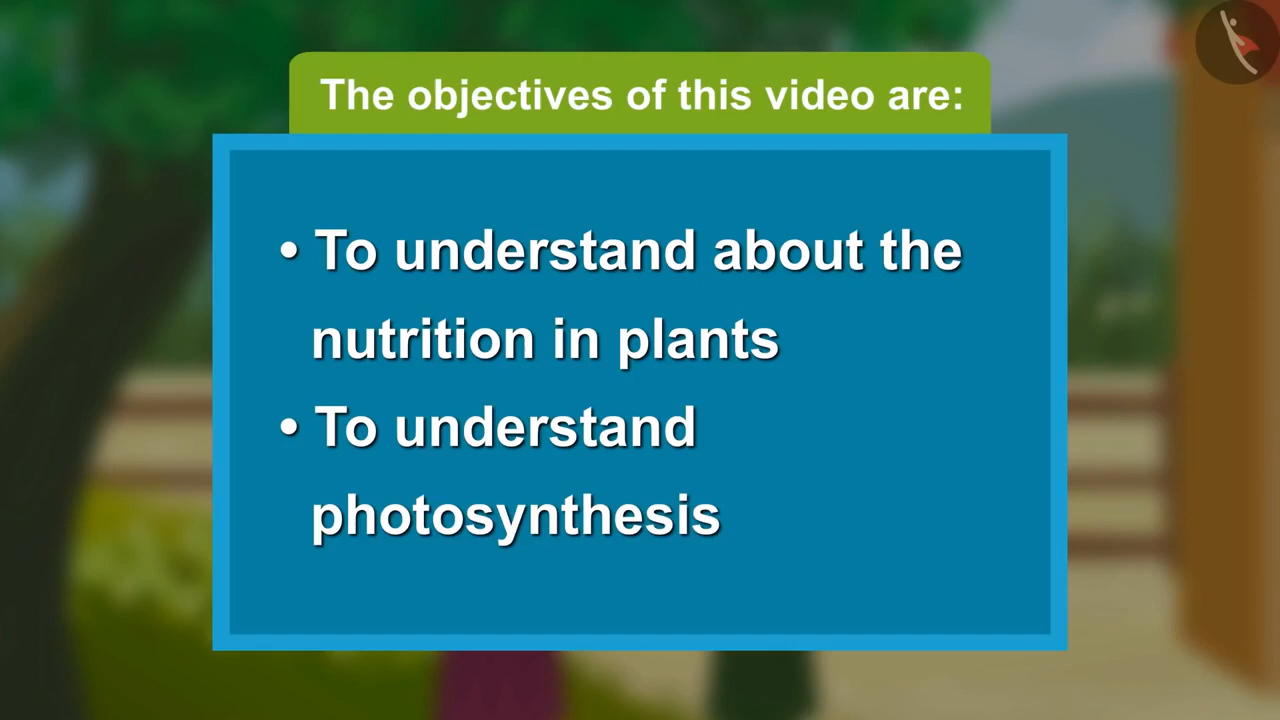 The objectives of this video are:
• To understand about the
nutrition in plants
• To understand
photosynthesis